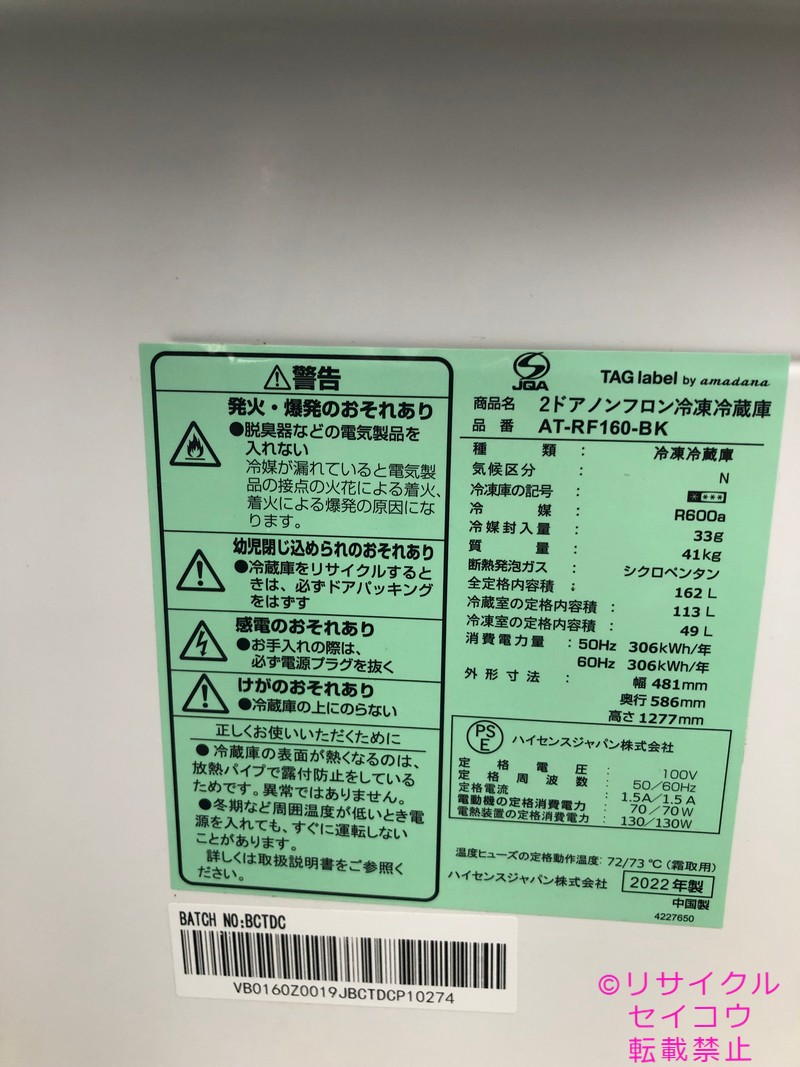 警告
発火・爆発のおそれあり
●脱臭器などの電気製品を
入れない
冷媒が漏れていると電気製
品の接点の火花による着火、
着火による爆発の原因にな
ります。
幼児閉じ込められのおそれあり
●冷蔵庫をリサイクルすると
きは、必ずドアパッキング
をはずす
感電のおそれあり
●お手入れの際は、
必ず電源プラグを抜く
けがのおそれあり
●冷蔵庫の上にのらない
正しくお使いいただくために
●冷蔵庫の表面が熱くなるのは、
放熱パイプで露付防止をしている
ためです。異常ではありません。
●冬期など周囲温度が低いとき電
源を入れても、すぐに運転しない
ことがあります。
詳しくは取扱説明書をご参照く
ださい。
JQA
TAG label by amadana
商品名 2ドアノンフロン冷凍冷蔵庫
品番 AT-RF160-BK
種類 : 冷凍冷蔵庫
気候区分 : N
冷凍庫の記号 : ****
冷媒 : R600a
冷媒封入量 : 33g
質量 : 41kg
断熱発泡ガス : シクロペンタン
全定格内容積 : 162 L
冷蔵室の定格内容積 : 113 L
冷凍室の定格内容積 : 49 L
消費電力量 : 50Hz 306kWh/年
60Hz 306kWh/年
外形寸法 : 幅 481mm
奥行 586mm
高さ 1277mm
PSE ハイセンスジャパン株式会社
定格電圧 : 100V
定格周波数 : 50/60Hz
定格電流 : 1.5A/1.5A
電動機の定格消費電力 : 70/70W
電熱装置の定格消費電力 : 130/130W
温度ヒューズの定格動作温度: 72/73℃(霜取用)
ハイセンスジャパン株式会社 2022年製
中国製
4227650
BATCH NO:BCTDC
VB0160Z0019JBCTDCP10274
©リサイクル
セイコウ
転載禁止